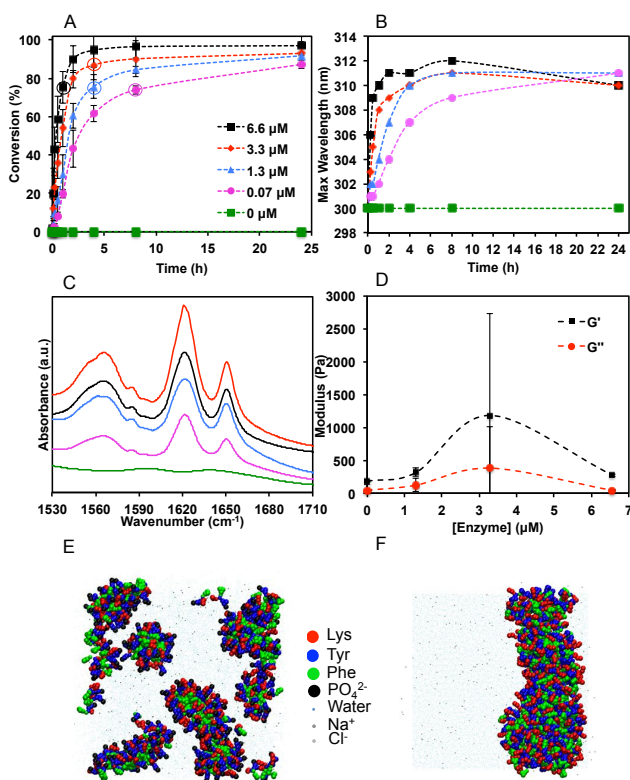 A
Conversion (%)
100
80
60
40
20
0
6.6 µM
3.3 µM
1.3 µM
0.07 µM
0 µM
0 5 10 15 20 25
Time (h)
B
Max Wavelength (nm)
314
312
310
308
306
304
302
300
298
0 2 4 6 8 10 12 14 16 18 20 22 24
Time (h)
C
Absorbance (a.u.)
1530 1560 1590 1620 1650 1680 1710
Wavenumber (cm-1)
D
Modulus (Pa)
3000
2500
2000
1500
1000
500
0
G'
G''
0 1 2 3 4 5 6 7
[Enzyme] (µM)
E
F
Lys
Tyr
Phe
PO₄²⁻
Water
Na⁺
Cl⁻